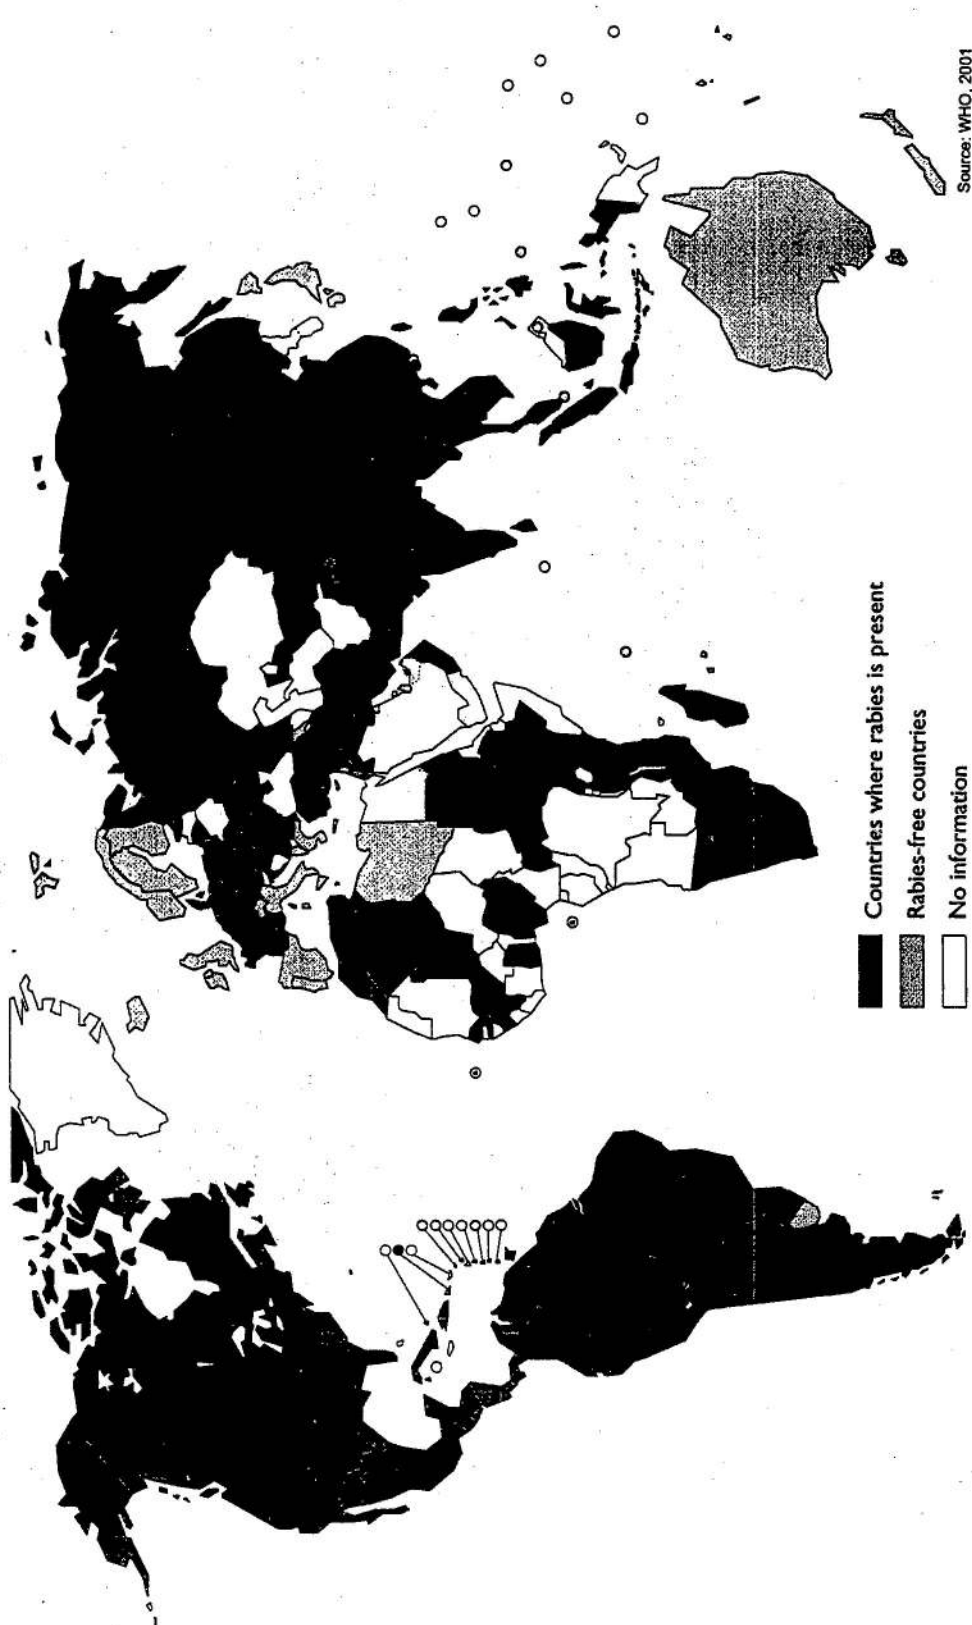 Countries where rabies is present
Rabies-free countries
No information
Source: WHO, 2001